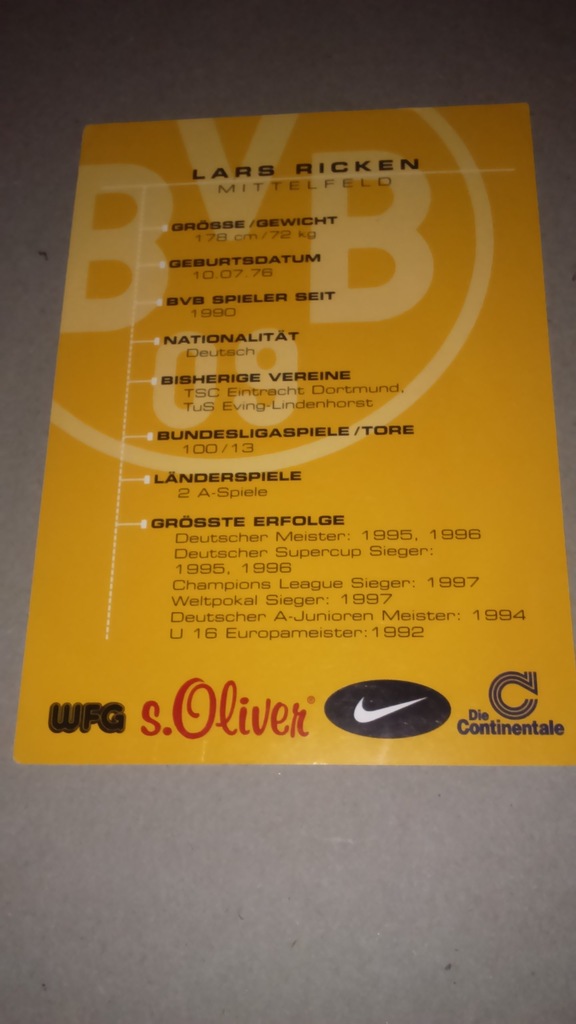 LARS RICKEN
MITTELFELD
BVB
09
GRÖSSE/GEWICHT
178 cm/72 kg
GEBURTSDATUM
10.07.76
BVB SPIELER SEIT
1990
NATIONALITÄT
Deutsch
BISHERIGE VEREINE
TSC Eintracht Dortmund,
TuS Eving-Lindenhorst
BUNDESLIGASPIELE/TORE
100/13
LÄNDERSPIELE
2 A-Spiele
GRÖSSTE ERFOLGE
Deutscher Meister: 1995, 1996
Deutscher Supercup Sieger:
1995, 1996
Champions League Sieger: 1997
Weltpokal Sieger: 1997
Deutscher A-Junioren Meister: 1994
U 16 Europameister: 1992
WFG s.Oliver® Die
Continentale